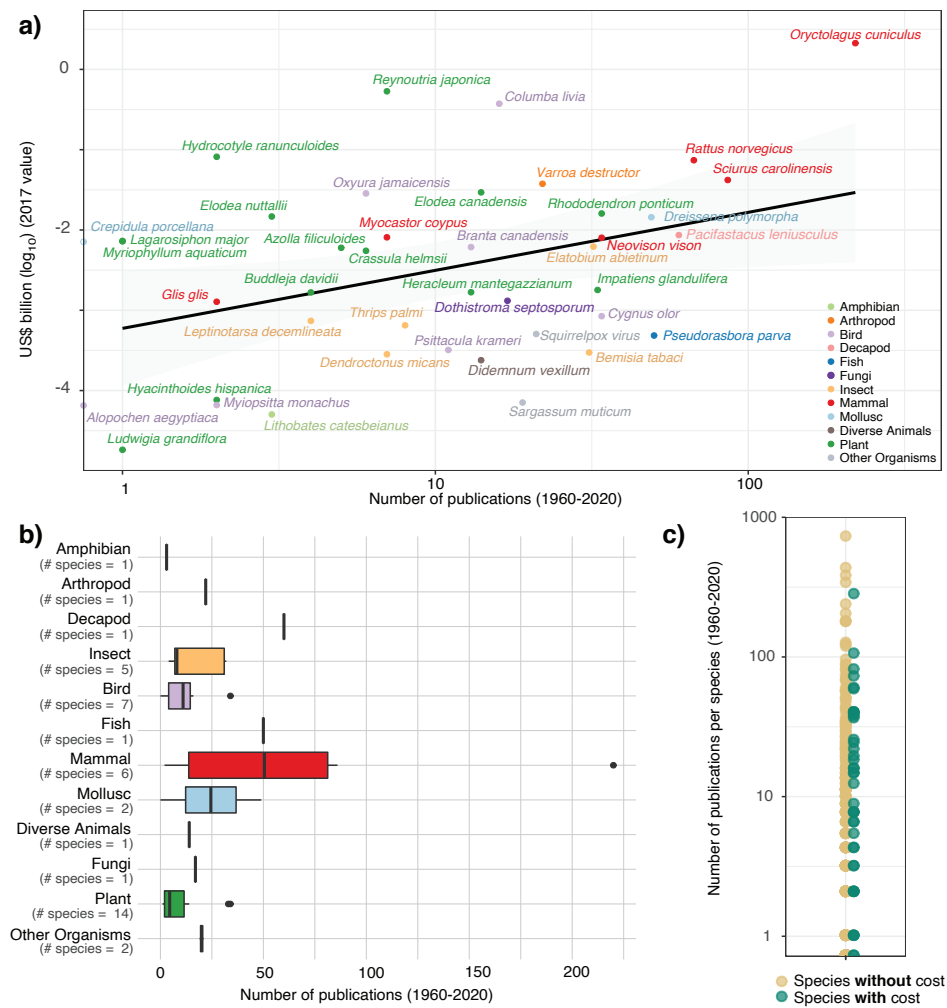 a)
US$ billion (log10) (2017 value)
0
-2
-4
Oryctolagus cuniculus
Reynoutria japonica
Columba livia
Hydrocotyle ranunculoides
Rattus norvegicus
Sciurus carolinensis
Varroa destructor
Oxyura jamaicensis
Elodea canadensis
Elodea nuttallii
Rhododendron ponticum
Dreissena polymorpha
Myocastor coypus
Crepidula porcellana
Lagarosiphon major
Azolla filiculoides
Branta canadensis
Pacifastacus leniusculus
Neovison vison
Myriophyllum aquaticum
Crassula helmsii
Elatobium abietinum
Buddleja davidii
Heracleum mantegazzianum
Impatiens glandulifera
Glis glis
Dothistroma septosporum
Thrips palmi
Cygnus olor
Leptinotarsa decemlineata
Psittacula krameri
Squirrelpox virus
Pseudorasbora parva
Dendroctonus micans
Didemnum vexillum
Bemisia tabaci
Hyacinthoides hispanica
Myiopsitta monachus
Sargassum muticum
Alopochen aegyptiaca
Lithobates catesbeianus
Ludwigia grandiflora
Amphibian
Arthropod
Bird
Decapod
Fish
Fungi
Insect
Mammal
Mollusc
Diverse Animals
Plant
Other Organisms
1
10
100
Number of publications (1960-2020)
b)
Amphibian
(# species = 1)
Arthropod
(# species = 1)
Decapod
(# species = 1)
Insect
(# species = 5)
Bird
(# species = 7)
Fish
(# species = 1)
Mammal
(# species = 6)
Mollusc
(# species = 2)
Diverse Animals
(# species = 1)
Fungi
(# species = 1)
Plant
(# species = 14)
Other Organisms
(# species = 2)
0
50
100
150
200
Number of publications (1960-2020)
c)
Number of publications per species (1960-2020)
1000
100
10
1
Species without cost
Species with cost